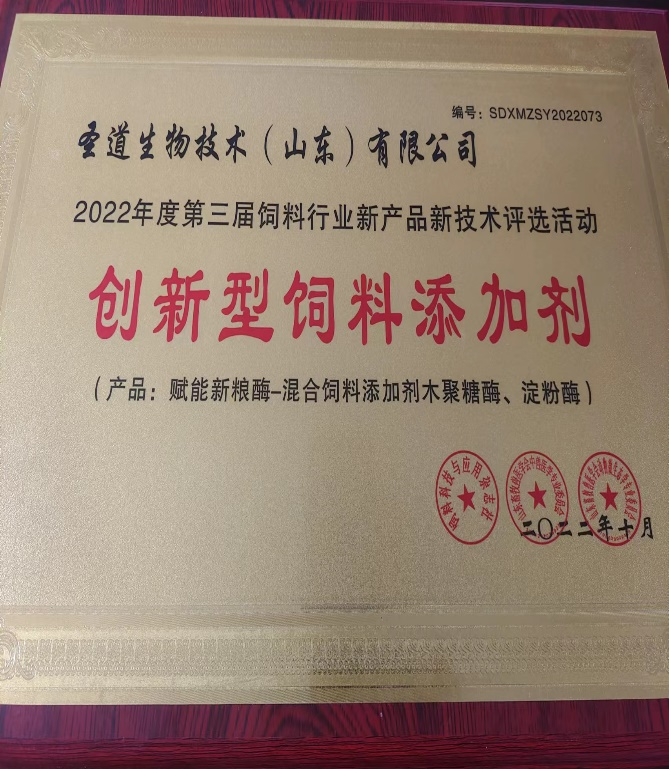 编号：SDXMZSY2022073
圣道生物技术（山东）有限公司
2022年度第三届饲料行业新产品新技术评选活动
创新型饲料添加剂
（产品：赋能新粮酶-混合饲料添加剂木聚糖酶、淀粉酶）
二〇二二年十月